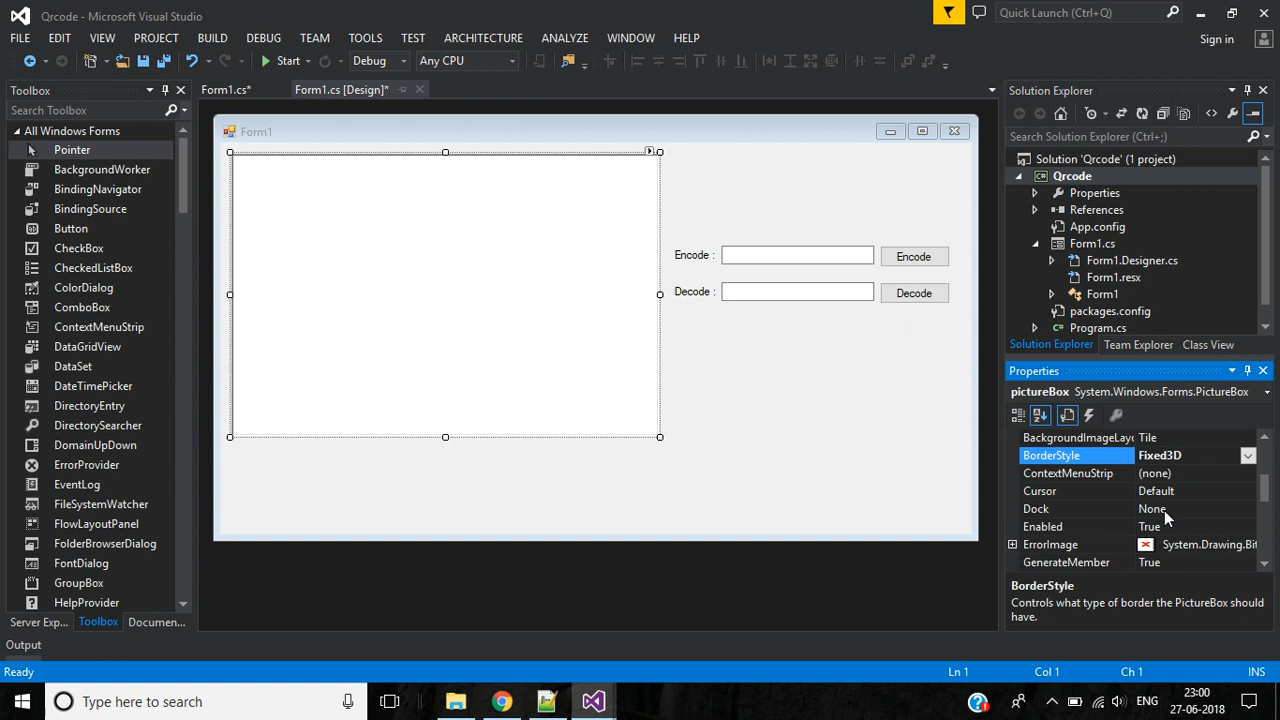 Qrcode - Microsoft Visual Studio
Quick Launch (Ctrl+Q)
FILE EDIT VIEW PROJECT BUILD DEBUG TEAM TOOLS TEST ARCHITECTURE ANALYZE WINDOW HELP
Sign in
Start Debug Any CPU
Toolbox
Form1.cs* Form1.cs [Design]*
Solution Explorer
Search Toolbox
Search Solution Explorer (Ctrl+;)
All Windows Forms
Pointer
BackgroundWorker
BindingNavigator
BindingSource
Button
CheckBox
CheckedListBox
ColorDialog
ComboBox
ContextMenuStrip
DataGridView
DataSet
DateTimePicker
DirectoryEntry
DirectorySearcher
DomainUpDown
ErrorProvider
EventLog
FileSystemWatcher
FlowLayoutPanel
FolderBrowserDialog
FontDialog
GroupBox
HelpProvider
Server Exp... Toolbox Documen...
Form1
Encode : Encode
Decode : Decode
Solution 'Qrcode' (1 project)
Qrcode
Properties
References
App.config
Form1.cs
Form1.Designer.cs
Form1.resx
Form1
packages.config
Program.cs
Solution Explorer Team Explorer Class View
Properties
pictureBox System.Windows.Forms.PictureBox
BackgroundImageLayc Tile
BorderStyle Fixed3D
ContextMenuStrip (none)
Cursor Default
Dock None
Enabled True
ErrorImage System.Drawing.Bit
GenerateMember True
BorderStyle
Controls what type of border the PictureBox should
have.
Output
Ready Ln 1 Col 1 Ch 1 INS
Type here to search
ENG
23:00
27-06-2018